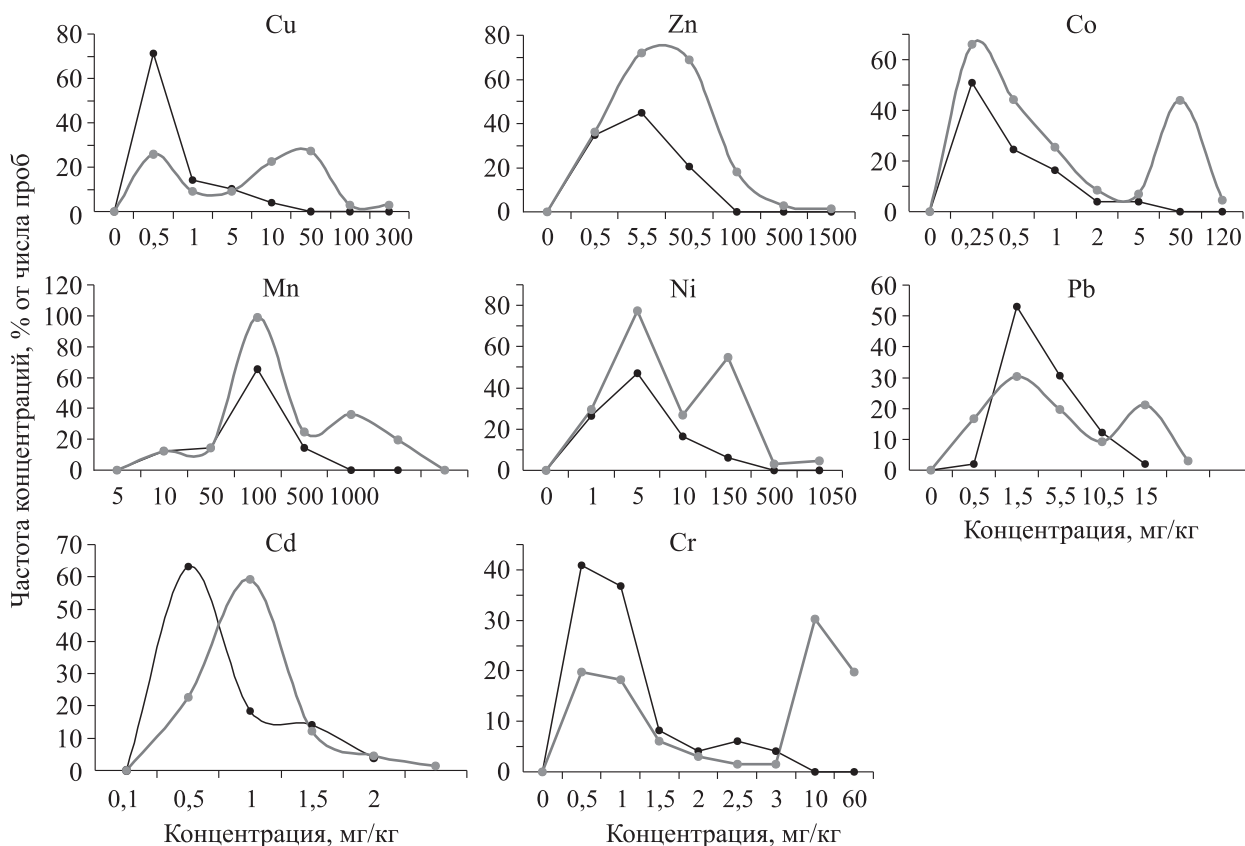 Частота концентраций, % от числа проб
Cu
80
60
40
20
0
0 0,5 1 5 10 50 100 300
Zn
80
60
40
20
0
0 0,5 5,5 50,5 100 500 1500
Co
60
40
20
0
0 0,25 0,5 1 2 5 50 120
Mn
120
100
80
60
40
20
0
5 10 50 100 500 1000
Ni
80
60
40
20
0
0 1 5 10 150 500 1050
Pb
60
50
40
30
20
10
0
0 0,5 1,5 5,5 10,5 15
Концентрация, мг/кг
Cd
70
60
50
40
30
20
10
0
0,1 0,5 1 1,5 2
Концентрация, мг/кг
Cr
40
30
20
10
0
0 0,5 1 1,5 2 2,5 3 10 60
Концентрация, мг/кг